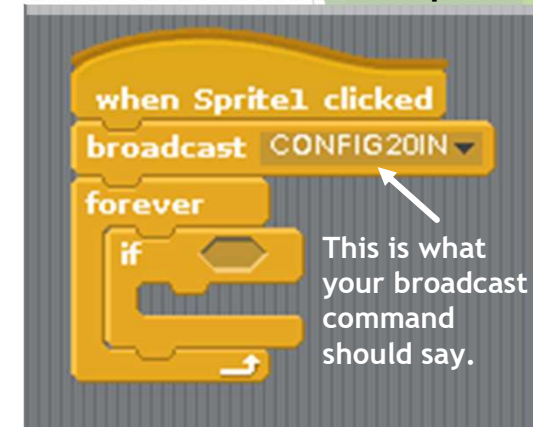 when Sprite1 clicked
broadcast CONFIG20IN
forever
if
This is what
your broadcast
command
should say.